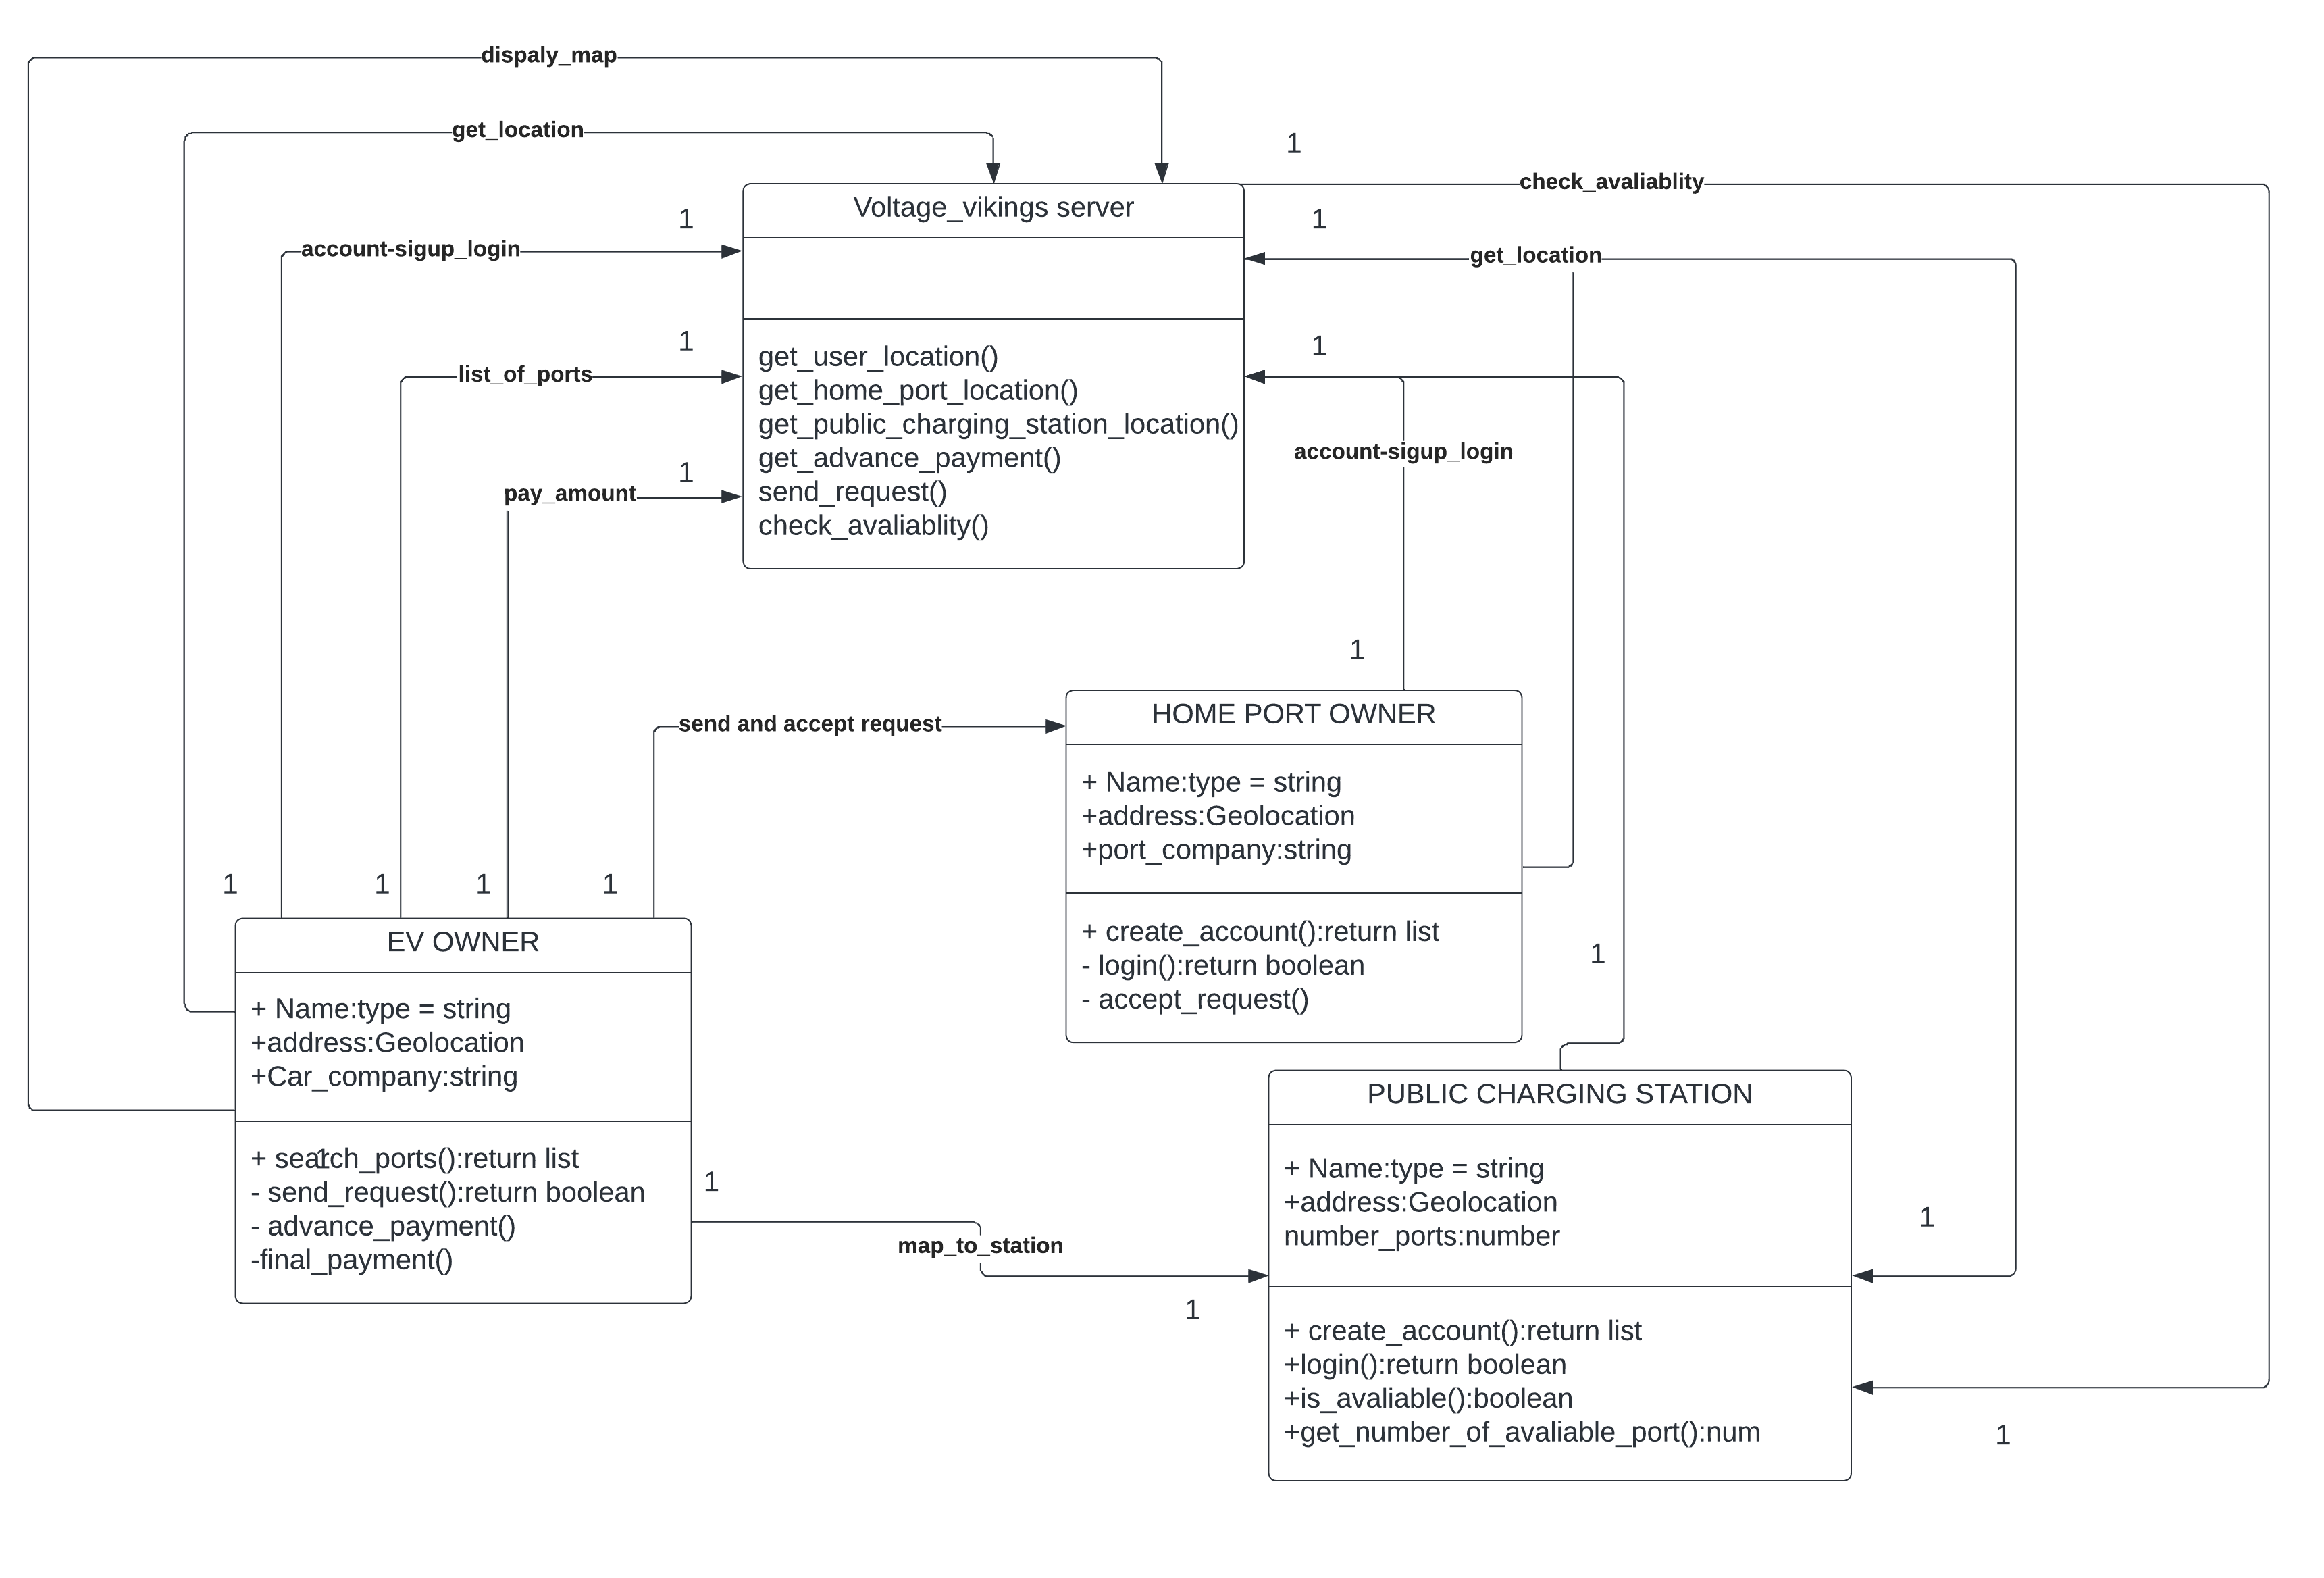 dispaly_map
get_location
1
check_avaliablity
Voltage_vikings server
1
1
account-sigup_login
get_location
1
1
list_of_ports
get_user_location()
get_home_port_location()
get_public_charging_station_location()
get_advance_payment()
send_request()
check_avaliablity()
account-sigup_login
1
pay_amount
1
send and accept request
HOME PORT OWNER
+ Name:type = string
+address:Geolocation
+port_company:string
+ create_account():return list
- login():return boolean
- accept_request()
1
1
1
1
1
EV OWNER
+ Name:type = string
+address:Geolocation
+Car_company:string
+ search_ports():return list
1
- send_request():return boolean
- advance_payment()
-final_payment()
1
map_to_station
1
PUBLIC CHARGING STATION
+ Name:type = string
+address:Geolocation
number_ports:number
+ create_account():return list
+login():return boolean
+is_avaliable():boolean
+get_number_of_avaliable_port():num
1
1